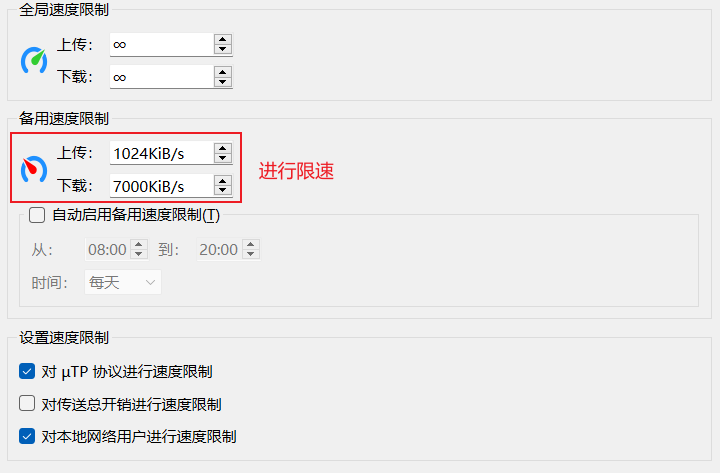 全局速度限制
上传： ∞
下载： ∞
备用速度限制
上传： 1024KiB/s
下载： 7000KiB/s
进行限速
自动启用备用速度限制(T)
从： 08:00 到： 20:00
时间： 每天
设置速度限制
对 μTP 协议进行速度限制
对传送总开销进行速度限制
对本地网络用户进行速度限制